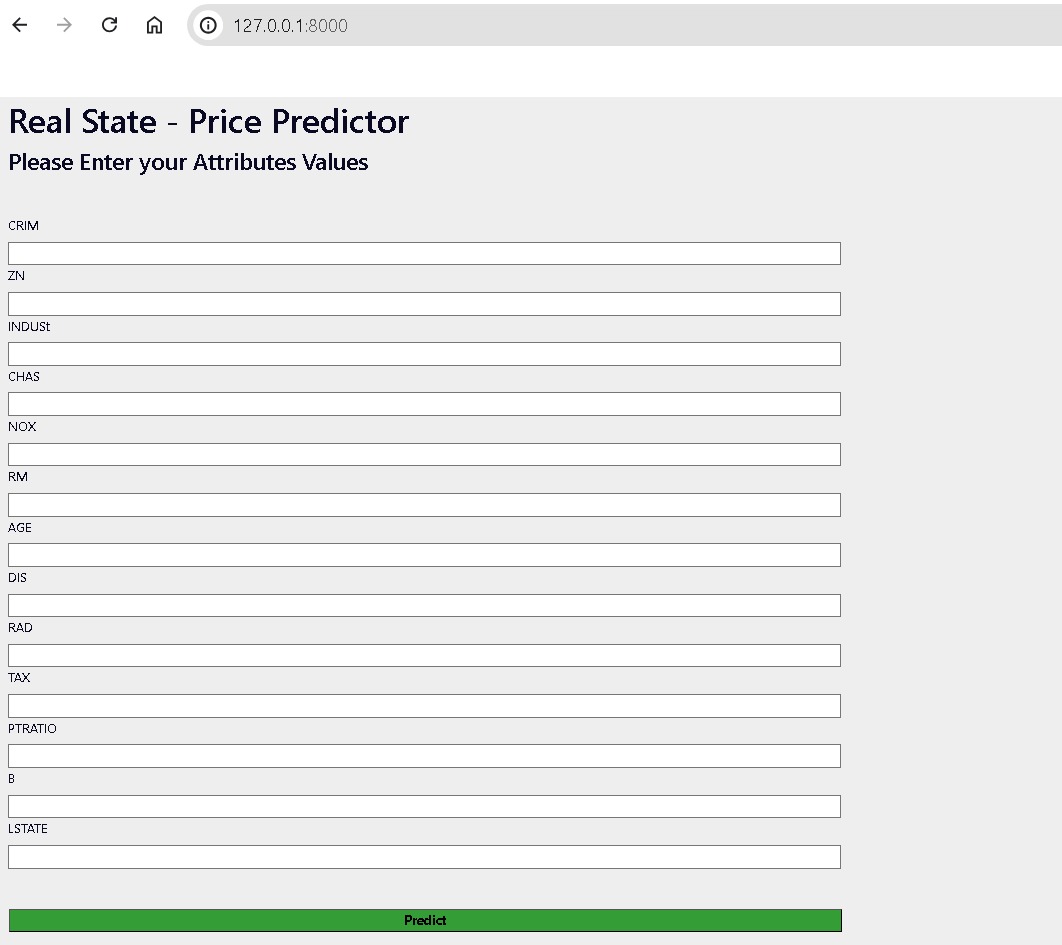 127.0.0.1:8000
Real State - Price Predictor
Please Enter your Attributes Values
CRIM
ZN
INDUSt
CHAS
NOX
RM
AGE
DIS
RAD
TAX
PTRATIO
B
LSTATE
Predict